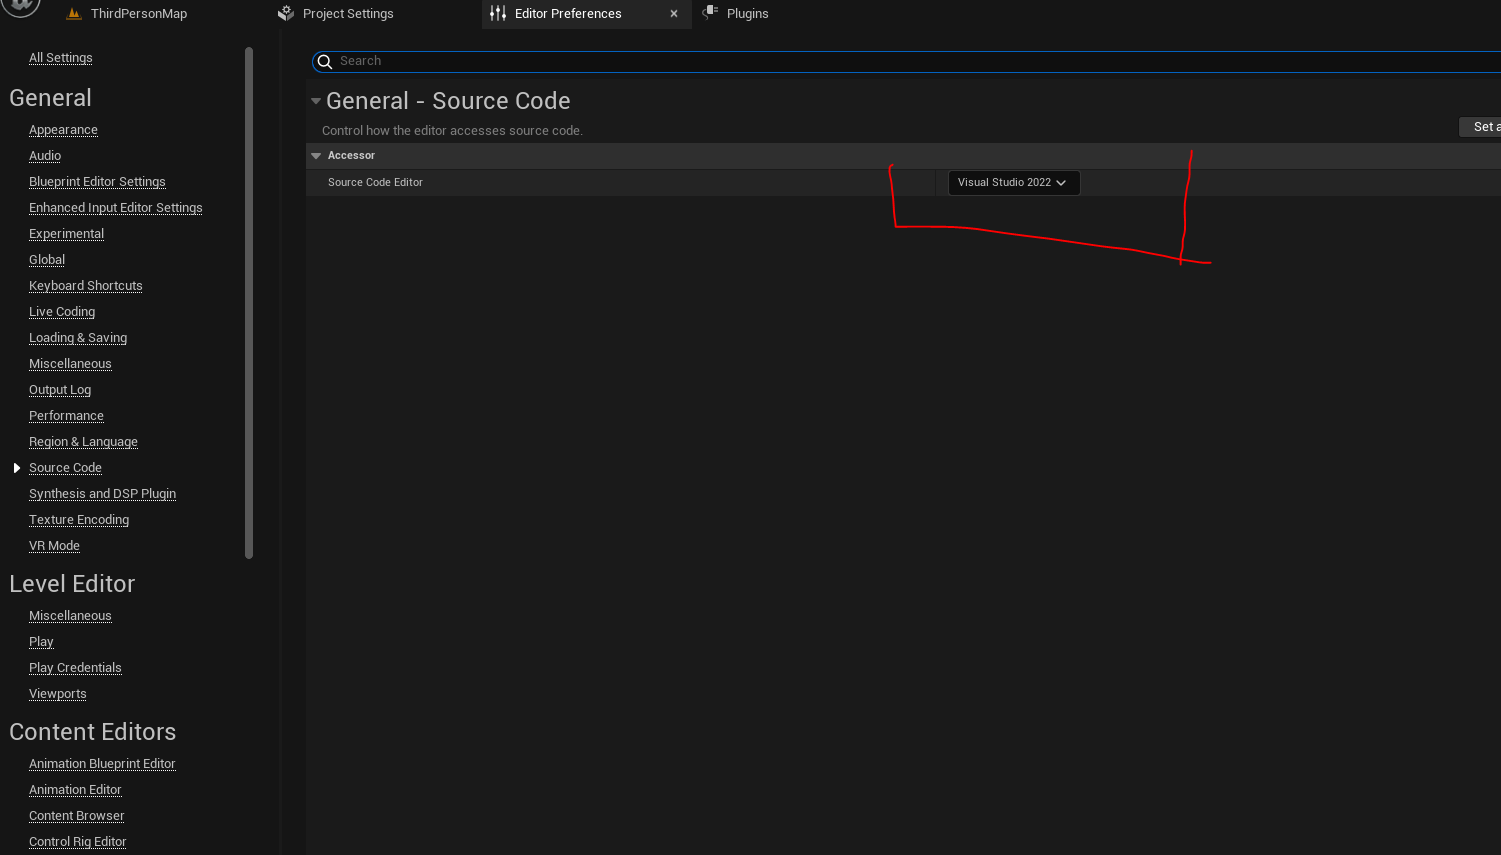 ThirdPersonMap
Project Settings
Editor Preferences
Plugins
All Settings
General
Appearance
Audio
Blueprint Editor Settings
Enhanced Input Editor Settings
Experimental
Global
Keyboard Shortcuts
Live Coding
Loading & Saving
Miscellaneous
Output Log
Performance
Region & Language
Source Code
Synthesis and DSP Plugin
Texture Encoding
VR Mode
Level Editor
Miscellaneous
Play
Play Credentials
Viewports
Content Editors
Animation Blueprint Editor
Animation Editor
Content Browser
Control Rig Editor
Search
General - Source Code
Control how the editor accesses source code.
Set a
Accessor
Source Code Editor
Visual Studio 2022